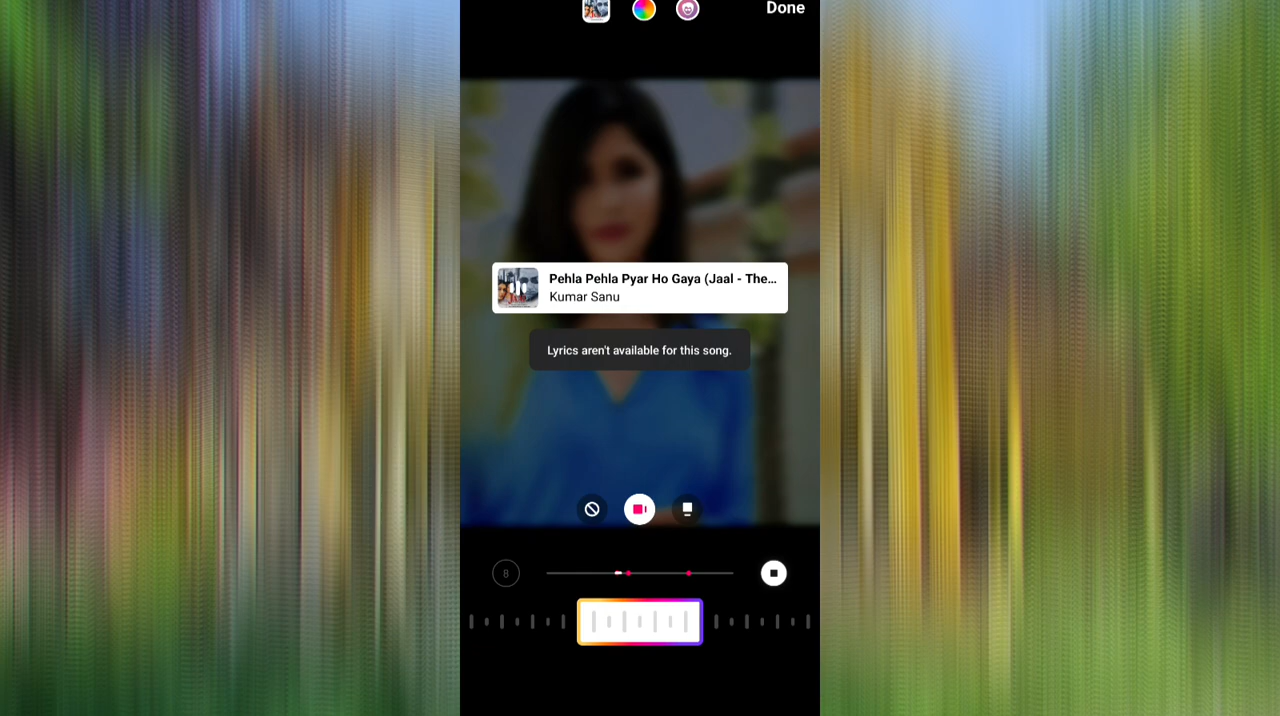 Done
Pehla Pehla Pyar Ho Gaya (Jaal - The...
Kumar Sanu
Lyrics aren't available for this song.
8